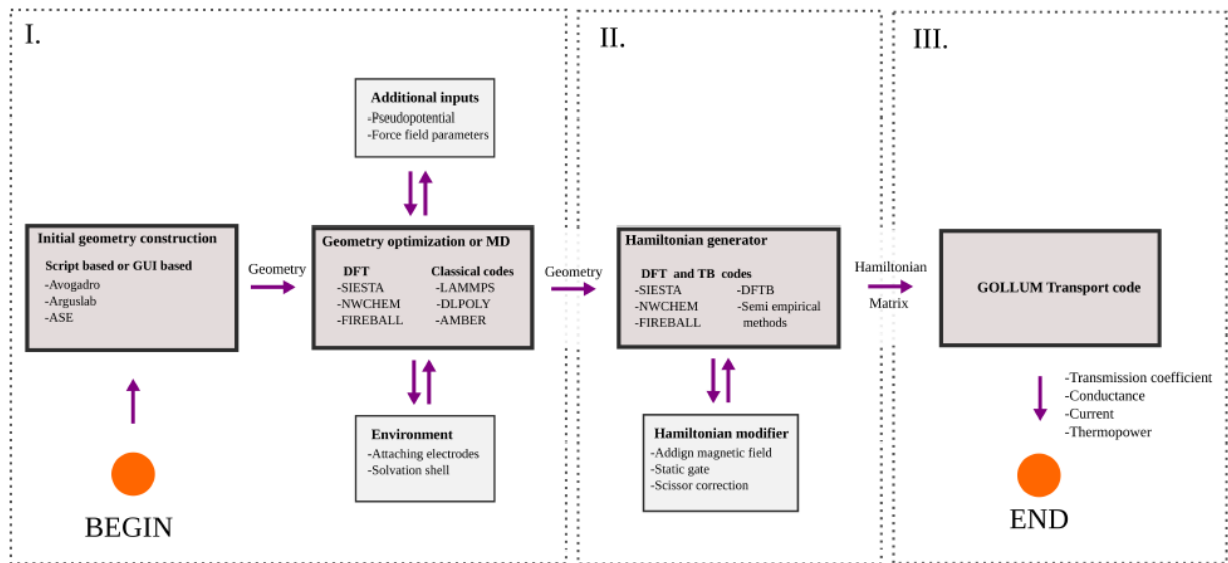 I.
Additional inputs
-Pseudopotential
-Force field parameters
Initial geometry construction
Script based or GUI based
-Avogadro
-Arguslab
-ASE
Geometry
Geometry optimization or MD
DFT
-SIESTA
-NWCHEM
-FIREBALL
Classical codes
-LAMMPS
-DLPOLY
-AMBER
Environment
-Attaching electrodes
-Solvation shell
BEGIN
Geometry
II.
Hamiltonian generator
DFT and TB codes
-SIESTA
-NWCHEM
-FIREBALL
-DFTB
-Semi empirical
methods
Hamiltonian modifier
-Addign magnetic field
-Static gate
-Scissor correction
Hamiltonian
Matrix
III.
GOLLUM Transport code
-Transmission coefficient
-Conductance
-Current
-Thermopower
END